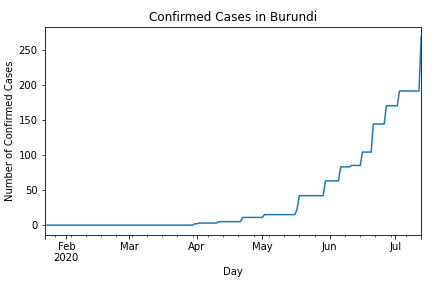 Confirmed Cases in Burundi
Number of Confirmed Cases
250
200
150
100
50
0
Feb Mar Apr May Jun Jul
2020
Day